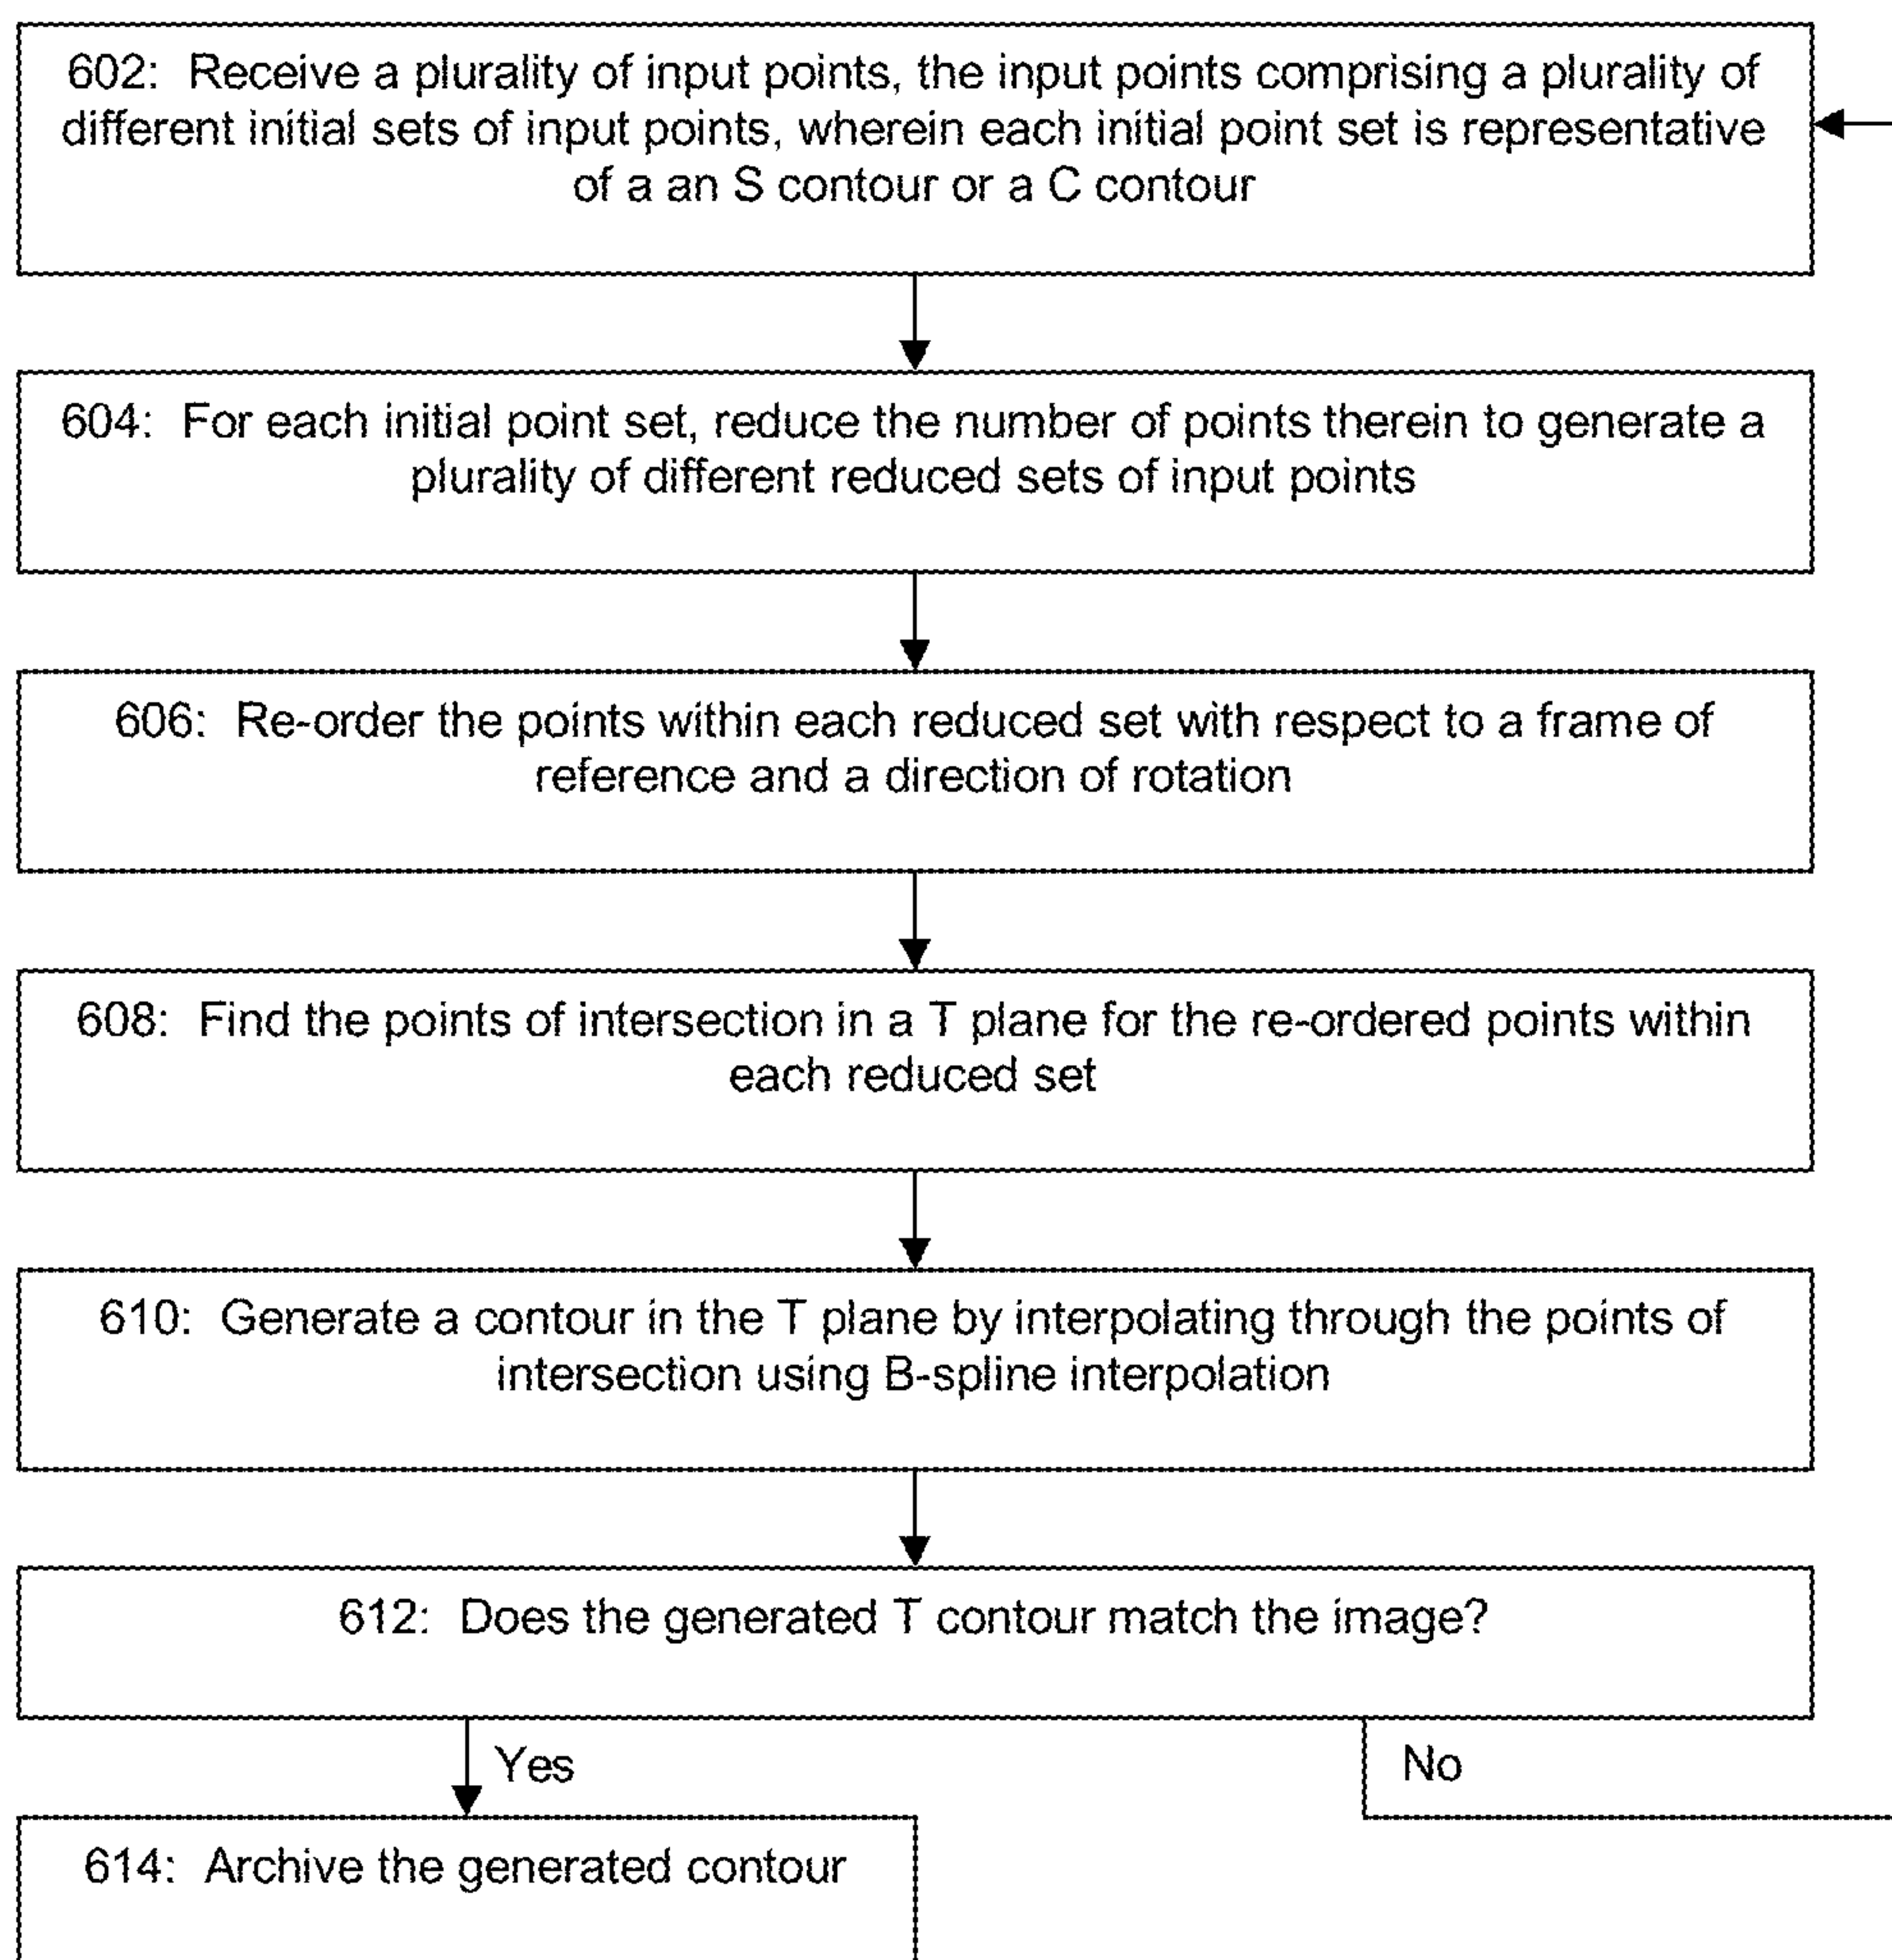 602: Receive a plurality of input points, the input points comprising a plurality of
different initial sets of input points, wherein each initial point set is representative
of a an S contour or a C contour
604: For each initial point set, reduce the number of points therein to generate a
plurality of different reduced sets of input points
606: Re-order the points within each reduced set with respect to a frame of
reference and a direction of rotation
608: Find the points of intersection in a T plane for the re-ordered points within
each reduced set
610: Generate a contour in the T plane by interpolating through the points of
intersection using B-spline interpolation
612: Does the generated T contour match the image?
Yes
No
614: Archive the generated contour